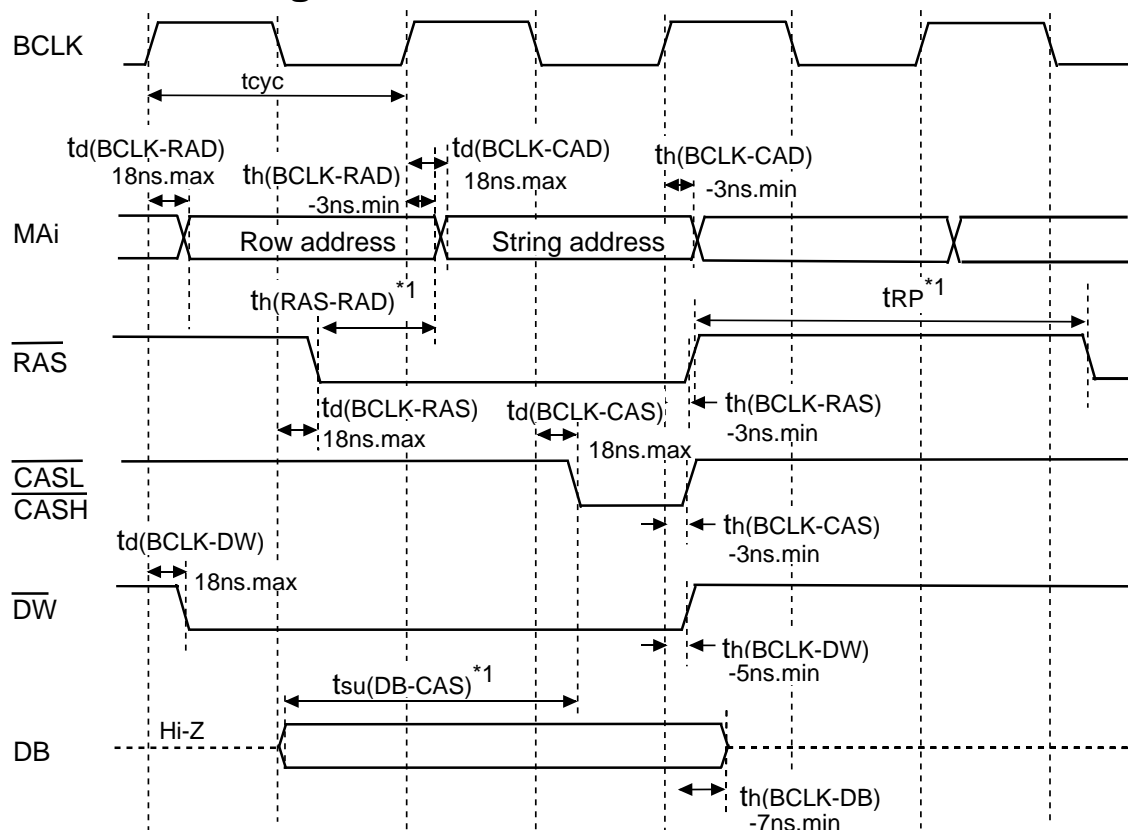 BCLK
tcyc
td(BCLK-RAD)
18ns.max
th(BCLK-RAD)
-3ns.min
td(BCLK-CAD)
18ns.max
th(BCLK-CAD)
-3ns.min
MAi
Row address
String address
th(RAS-RAD)*1
tRP*1
RAS
td(BCLK-RAS)
18ns.max
td(BCLK-CAS)
18ns.max
th(BCLK-RAS)
-3ns.min
CASL
CASH
th(BCLK-CAS)
-3ns.min
td(BCLK-DW)
18ns.max
DW
th(BCLK-DW)
-5ns.min
tsu(DB-CAS)*1
Hi-Z
DB
th(BCLK-DB)
-7ns.min